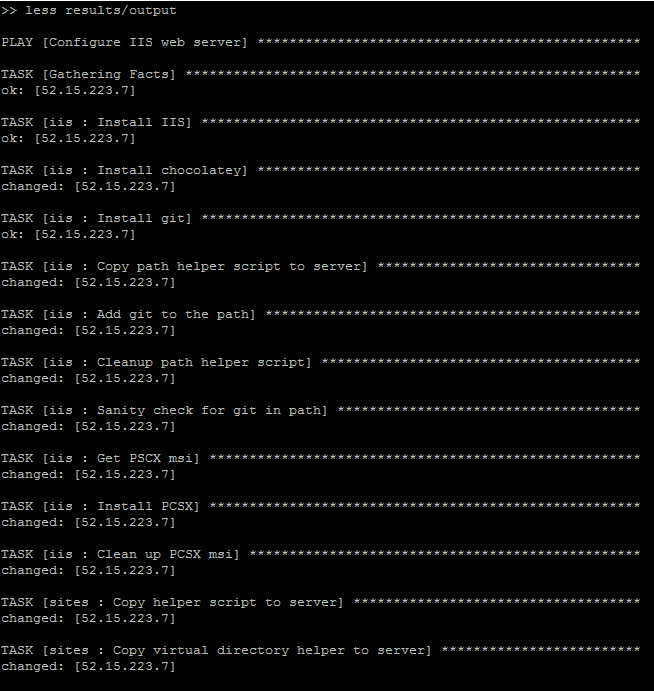 >> less results/output
PLAY [Configure IIS web server] ************************************************
TASK [Gathering Facts] *********************************************************
ok: [52.15.223.7]
TASK [iis : Install IIS] *******************************************************
ok: [52.15.223.7]
TASK [iis : Install chocolatey] ************************************************
changed: [52.15.223.7]
TASK [iis : Install git] *******************************************************
ok: [52.15.223.7]
TASK [iis : Copy path helper script to server] *********************************
changed: [52.15.223.7]
TASK [iis : Add git to the path] ***********************************************
changed: [52.15.223.7]
TASK [iis : Cleanup path helper script] ****************************************
changed: [52.15.223.7]
TASK [iis : Sanity check for git in path] **************************************
changed: [52.15.223.7]
TASK [iis : Get PSCX msi] ******************************************************
changed: [52.15.223.7]
TASK [iis : Install PCSX] ******************************************************
changed: [52.15.223.7]
TASK [iis : Clean up PCSX msi] *************************************************
changed: [52.15.223.7]
TASK [sites : Copy helper script to server] ************************************
changed: [52.15.223.7]
TASK [sites : Copy virtual directory helper to server] *************************
changed: [52.15.223.7]